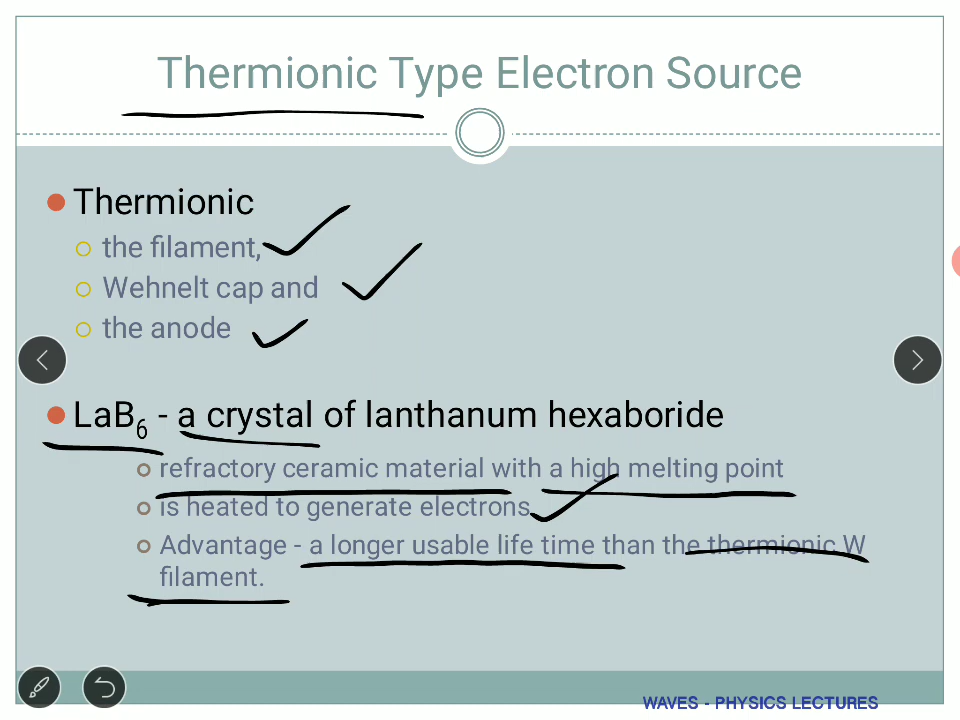 Thermionic Type Electron Source
Thermionic
the filament,
Wehnelt cap and
the anode
LaB₆ - a crystal of lanthanum hexaboride
refractory ceramic material with a high melting point
is heated to generate electrons
Advantage - a longer usable life time than the thermionic W
filament.
WAVES - PHYSICS LECTURES